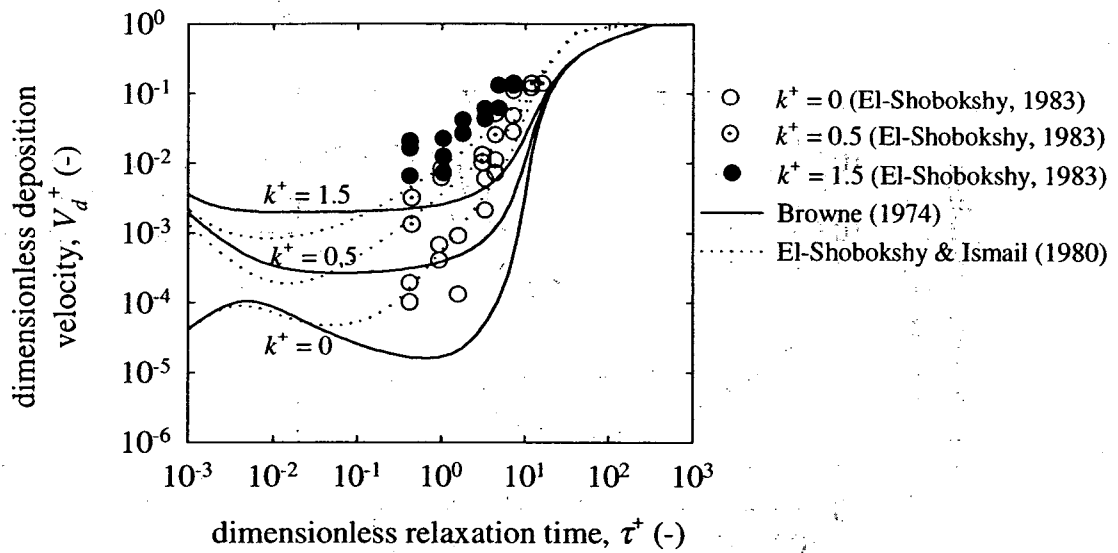 dimensionless deposition
velocity, V_d^+ (-)
10^0
10^-1
10^-2
10^-3
10^-4
10^-5
10^-6
k^+ = 1.5
k^+ = 0.5
k^+ = 0
10^-3
10^-2
10^-1
10^0
10^1
10^2
10^3
dimensionless relaxation time, τ^+ (-)
k^+ = 0 (El-Shobokshy, 1983)
k^+ = 0.5 (El-Shobokshy, 1983)
k^+ = 1.5 (El-Shobokshy, 1983)
Browne (1974)
El-Shobokshy & Ismail (1980)